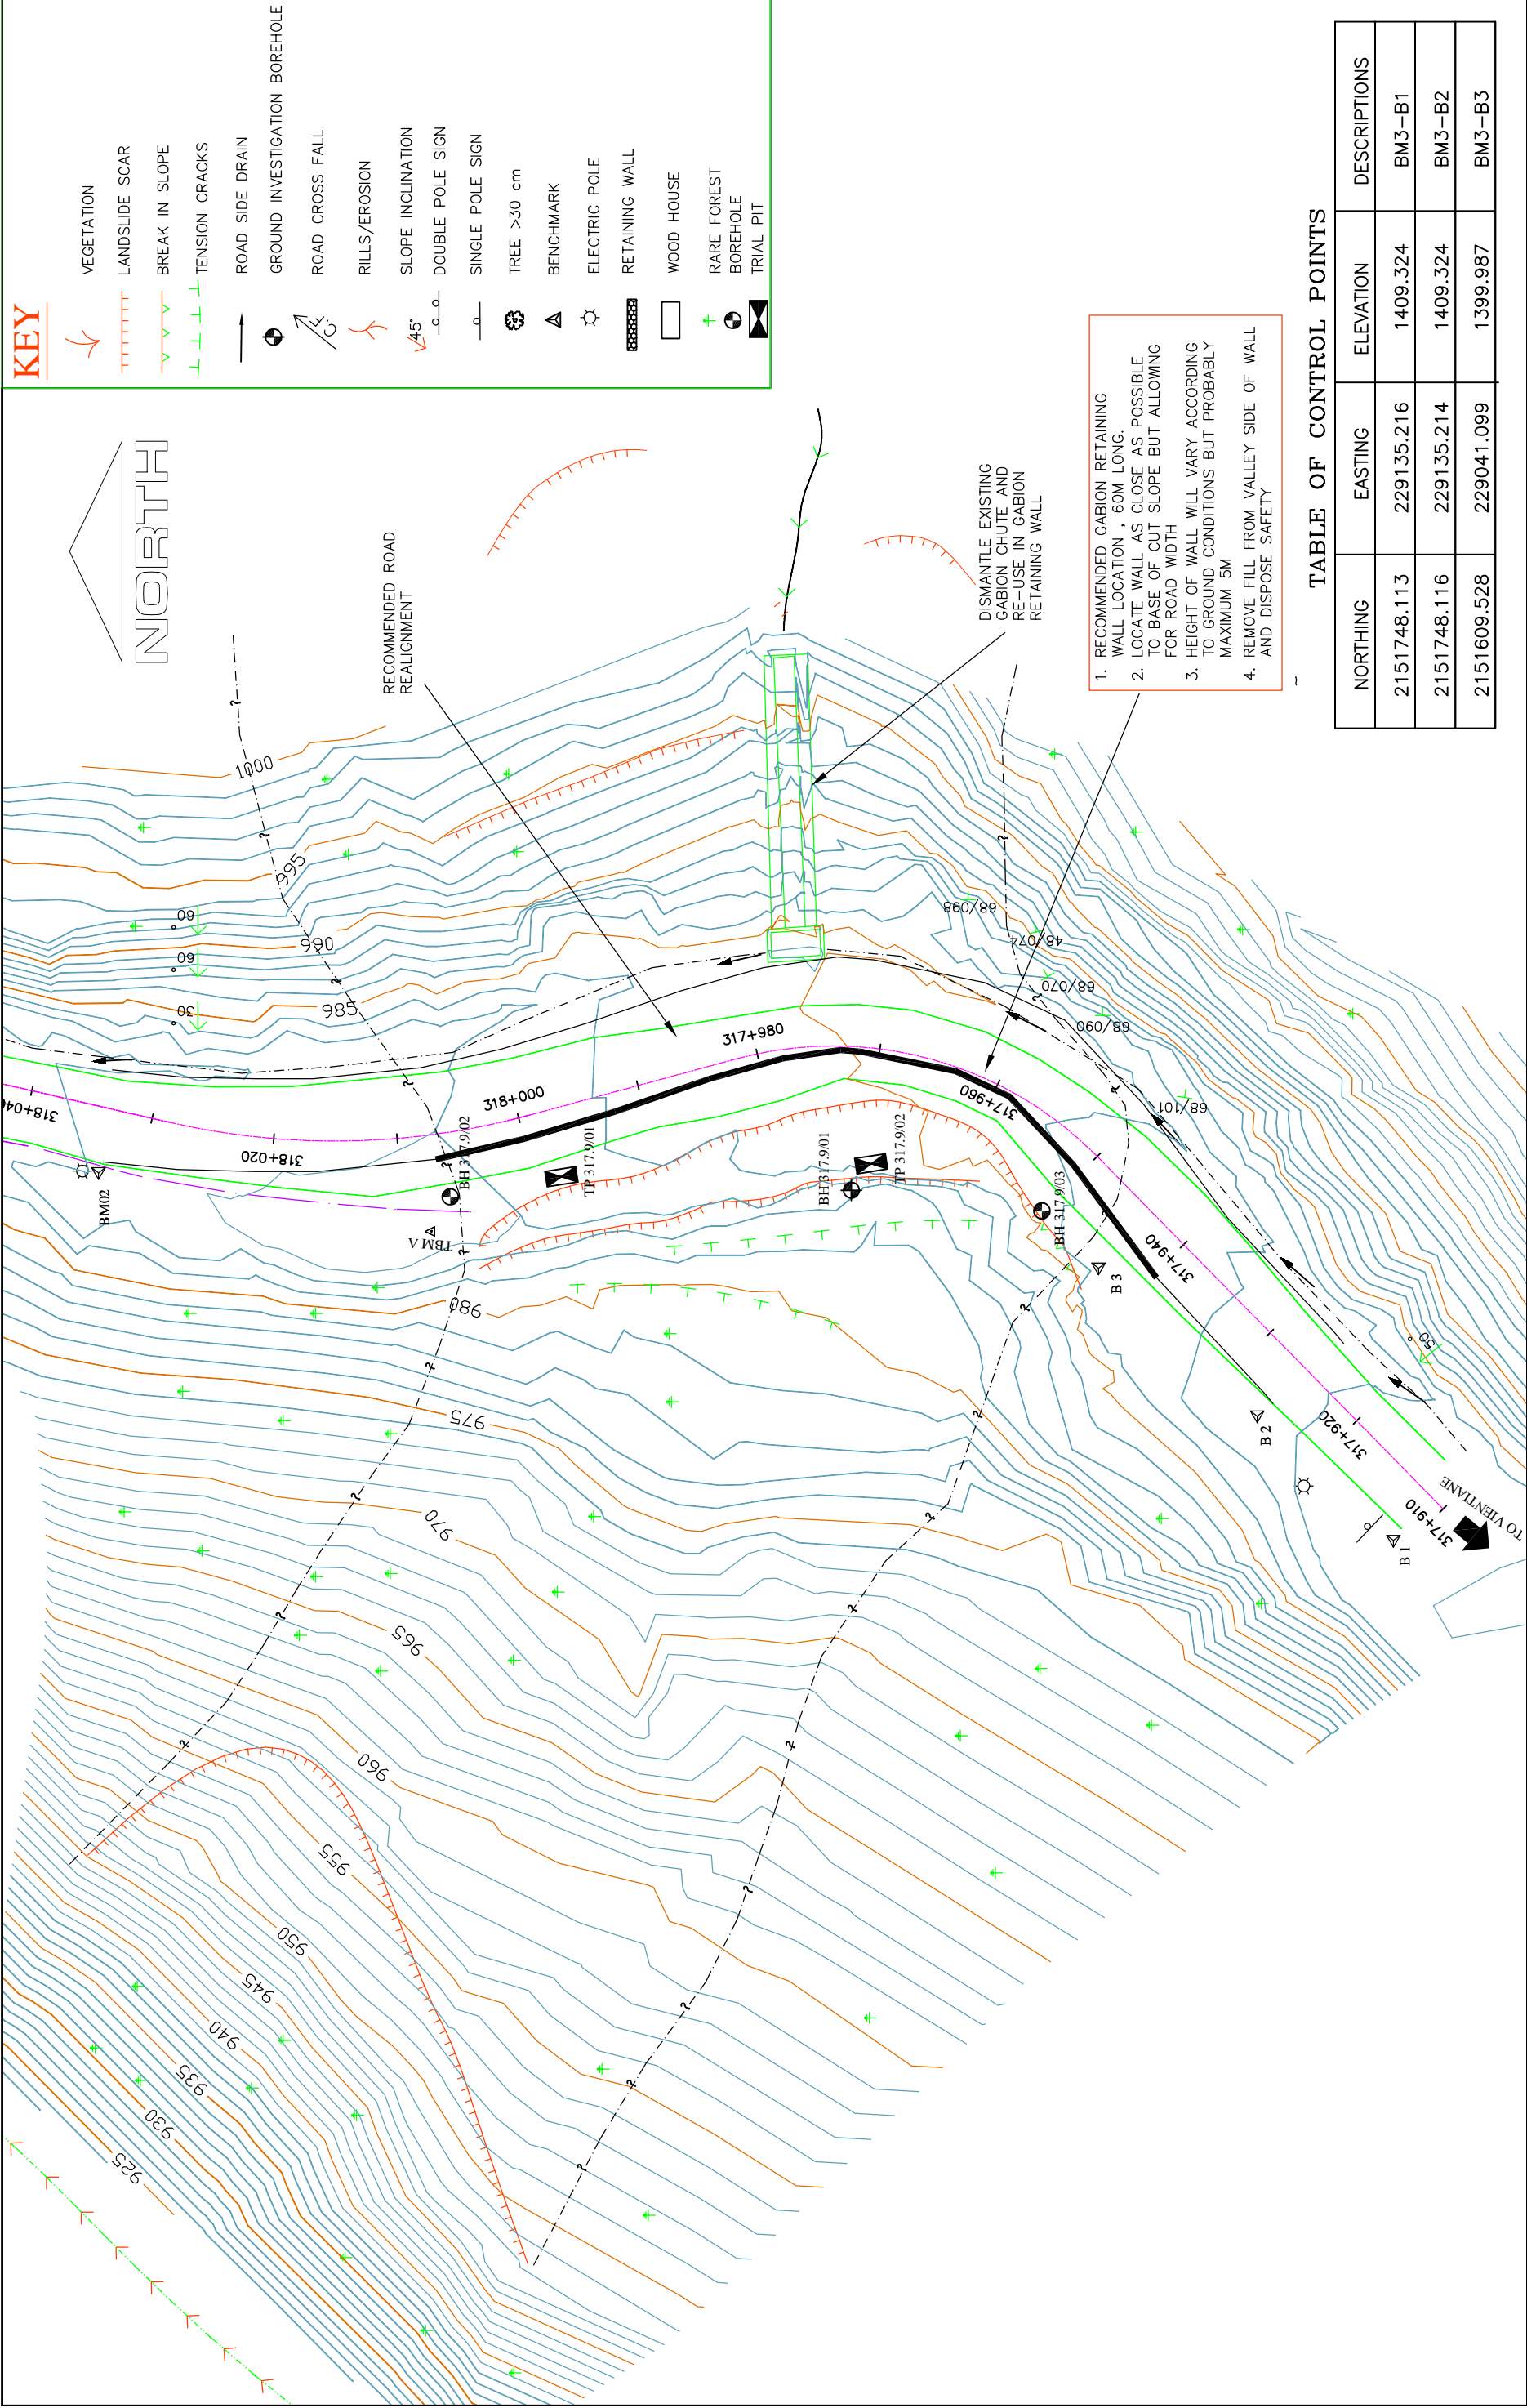 KEY
VEGETATION
LANDSLIDE SCAR
BREAK IN SLOPE
TENSION CRACKS
ROAD SIDE DRAIN
GROUND INVESTIGATION BOREHOLE
C.F.
ROAD CROSS FALL
RILLS/EROSION
45°
SLOPE INCLINATION
DOUBLE POLE SIGN
SINGLE POLE SIGN
TREE >30 cm
BENCHMARK
ELECTRIC POLE
RETAINING WALL
WOOD HOUSE
RARE FOREST
BOREHOLE
TRIAL PIT
NORTH
RECOMMENDED ROAD
REALIGNMENT
DISMANTLE EXISTING
GABION CHUTE AND
RE-USE IN GABION
RETAINING WALL
1. RECOMMENDED GABION RETAINING
WALL LOCATION , 60M LONG.
2. LOCATE WALL AS CLOSE AS POSSIBLE
TO BASE OF CUT SLOPE BUT ALLOWING
FOR ROAD WIDTH
3. HEIGHT OF WALL WILL VARY ACCORDING
TO GROUND CONDITIONS BUT PROBABLY
MAXIMUM 5M
4. REMOVE FILL FROM VALLEY SIDE OF WALL
AND DISPOSE SAFETY
~
TABLE OF CONTROL POINTS
NORTHING EASTING ELEVATION DESCRIPTIONS
2151748.113 229135.216 1409.324 BM3-B1
2151748.116 229135.214 1409.324 BM3-B2
2151609.528 229041.099 1399.987 BM3-B3
1000
995
990
985
980
975
970
965
960
955
950
945
940
935
930
925
60°
60°
30°
50°
68/098
48/074
68/070
68/090
68/101
318+040
318+020
318+000
317+980
317+960
317+940
317+920
317+910
TO VIENTIANE
BM02
TBM A
BH 317.9/02
TP 317.9/01
BH 317.9/01
TP 317.9/02
BH 317.9/03
B 3
B 2
B 1